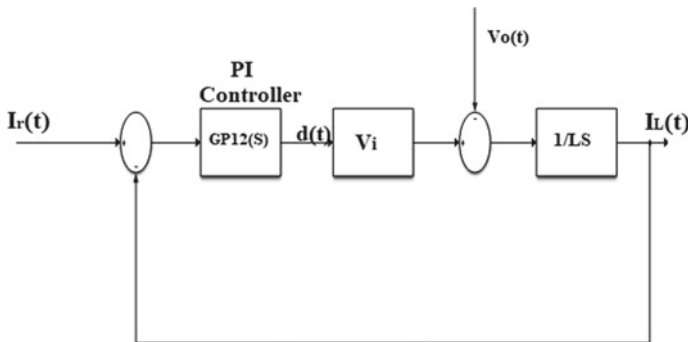 Vo(t)
PI
Controller
Ir(t)
GP12(S)
d(t)
Vi
1/LS
IL(t)
+
-
+
-